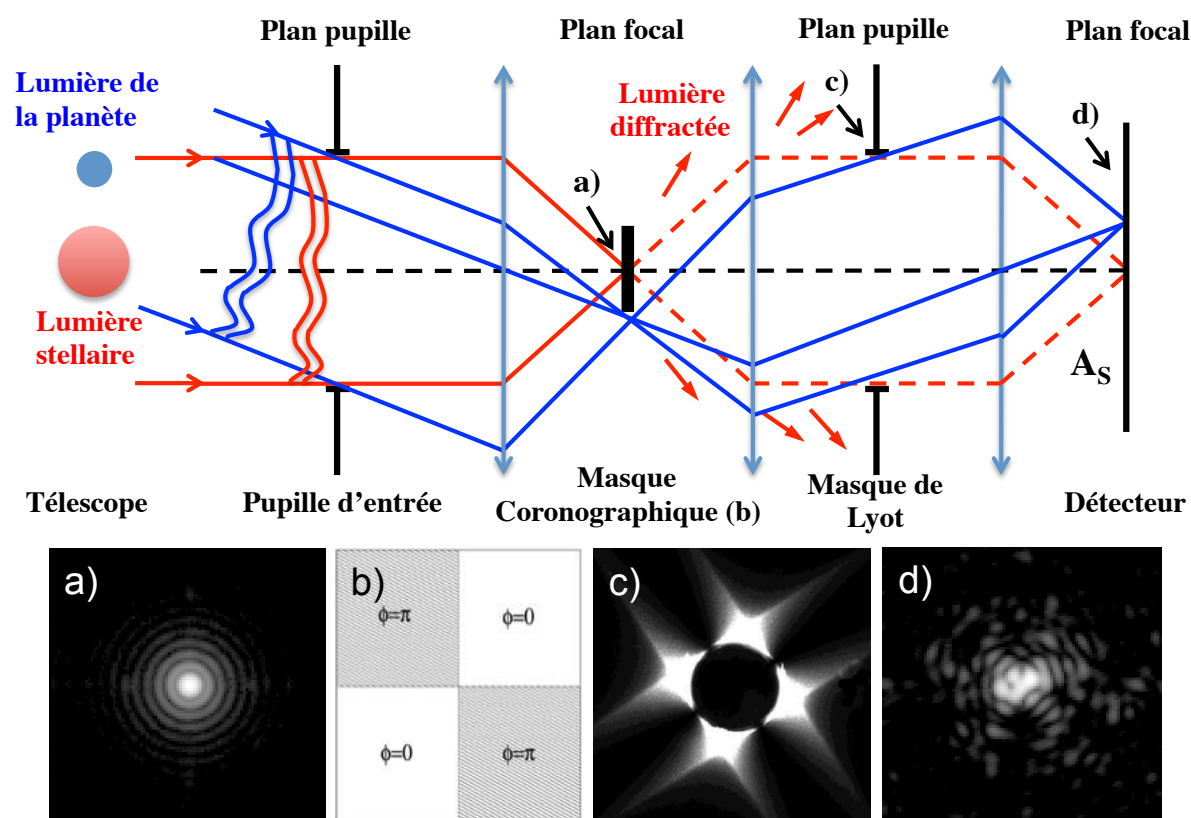 Plan pupille
Plan focal
Plan pupille
Plan focal
Lumière de
la planète
Lumière
diffractée
a)
c)
d)
Lumière
stellaire
A_S
Télescope
Pupille d'entrée
Masque
Coronographique (b)
Masque de
Lyot
Détecteur
a)
b)
ϕ=π
ϕ=0
ϕ=0
ϕ=π
c)
d)